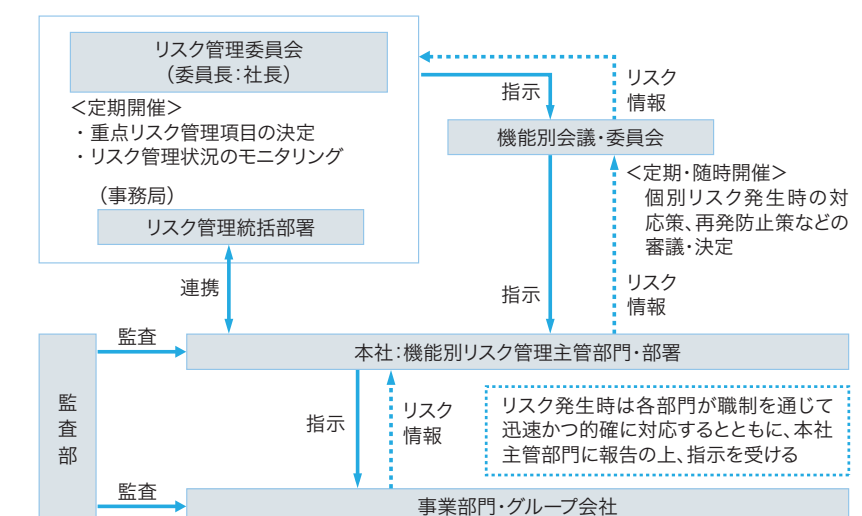 リスク管理委員会
（委員長：社長）
＜定期開催＞
・重点リスク管理項目の決定
・リスク管理状況のモニタリング
（事務局）
リスク管理統括部署
指示
リスク
情報
機能別会議・委員会
＜定期・随時開催＞
個別リスク発生時の対
応策、再発防止策などの
審議・決定
連携
指示
リスク
情報
監査
本社：機能別リスク管理主管部門・部署
監
査
部
指示
リスク
情報
リスク発生時は各部門が職制を通じて
迅速かつ的確に対応するとともに、本社
主管部門に報告の上、指示を受ける
監査
事業部門・グループ会社